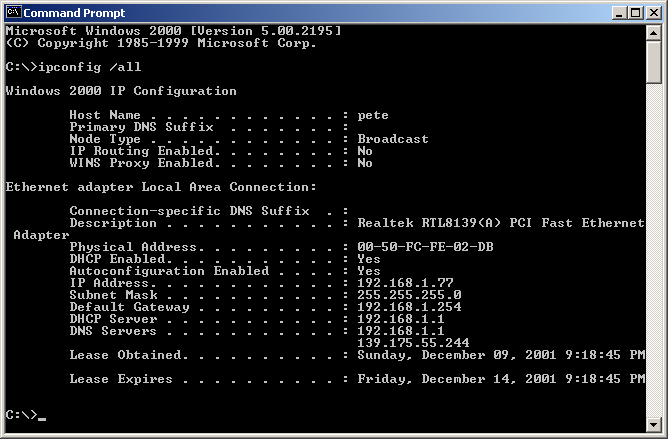 Command Prompt
Microsoft Windows 2000 [Version 5.00.2195]
(C) Copyright 1985-1999 Microsoft Corp.
C:\>ipconfig /all
Windows 2000 IP Configuration
Host Name . . . . . . . . . . . . : pete
Primary DNS Suffix  . . . . . . . :
Node Type . . . . . . . . . . . . : Broadcast
IP Routing Enabled. . . . . . . . : No
WINS Proxy Enabled. . . . . . . . : No
Ethernet adapter Local Area Connection:
Connection-specific DNS Suffix  . :
Description . . . . . . . . . . . : Realtek RTL8139(A) PCI Fast Ethernet
Adapter
Physical Address. . . . . . . . . : 00-50-FC-FE-02-DB
DHCP Enabled. . . . . . . . . . . : Yes
Autoconfiguration Enabled . . . . : Yes
IP Address. . . . . . . . . . . . : 192.168.1.77
Subnet Mask . . . . . . . . . . . : 255.255.255.0
Default Gateway . . . . . . . . . : 192.168.1.254
DHCP Server . . . . . . . . . . . : 192.168.1.1
DNS Servers . . . . . . . . . . . : 192.168.1.1
139.175.55.244
Lease Obtained. . . . . . . . . . : Sunday, December 09, 2001 9:18:45 PM
Lease Expires . . . . . . . . . . : Friday, December 14, 2001 9:18:45 PM
C:\>_